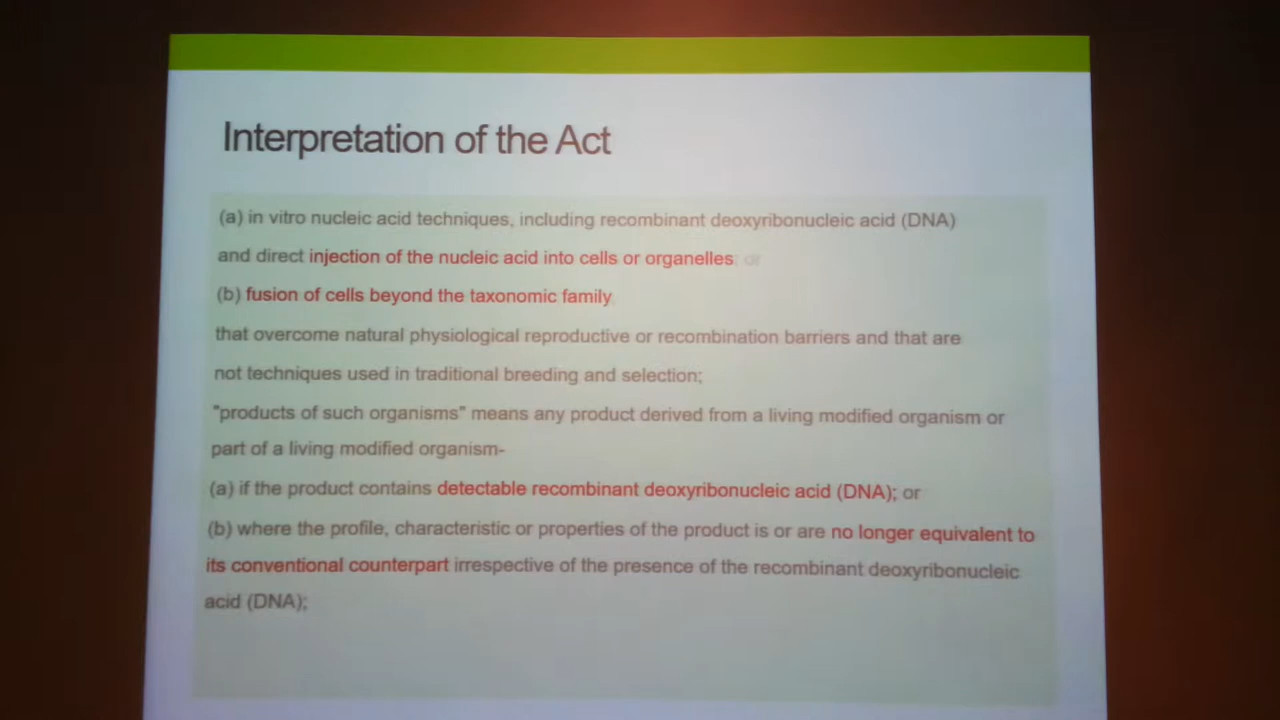 Interpretation of the Act
(a) in vitro nucleic acid techniques, including recombinant deoxyribonucleic acid (DNA)
and direct injection of the nucleic acid into cells or organelles; or
(b) fusion of cells beyond the taxonomic family,
that overcome natural physiological reproductive or recombination barriers and that are
not techniques used in traditional breeding and selection;
"products of such organisms" means any product derived from a living modified organism or
part of a living modified organism-
(a) if the product contains detectable recombinant deoxyribonucleic acid (DNA); or
(b) where the profile, characteristic or properties of the product is or are no longer equivalent to
its conventional counterpart irrespective of the presence of the recombinant deoxyribonucleic
acid (DNA);